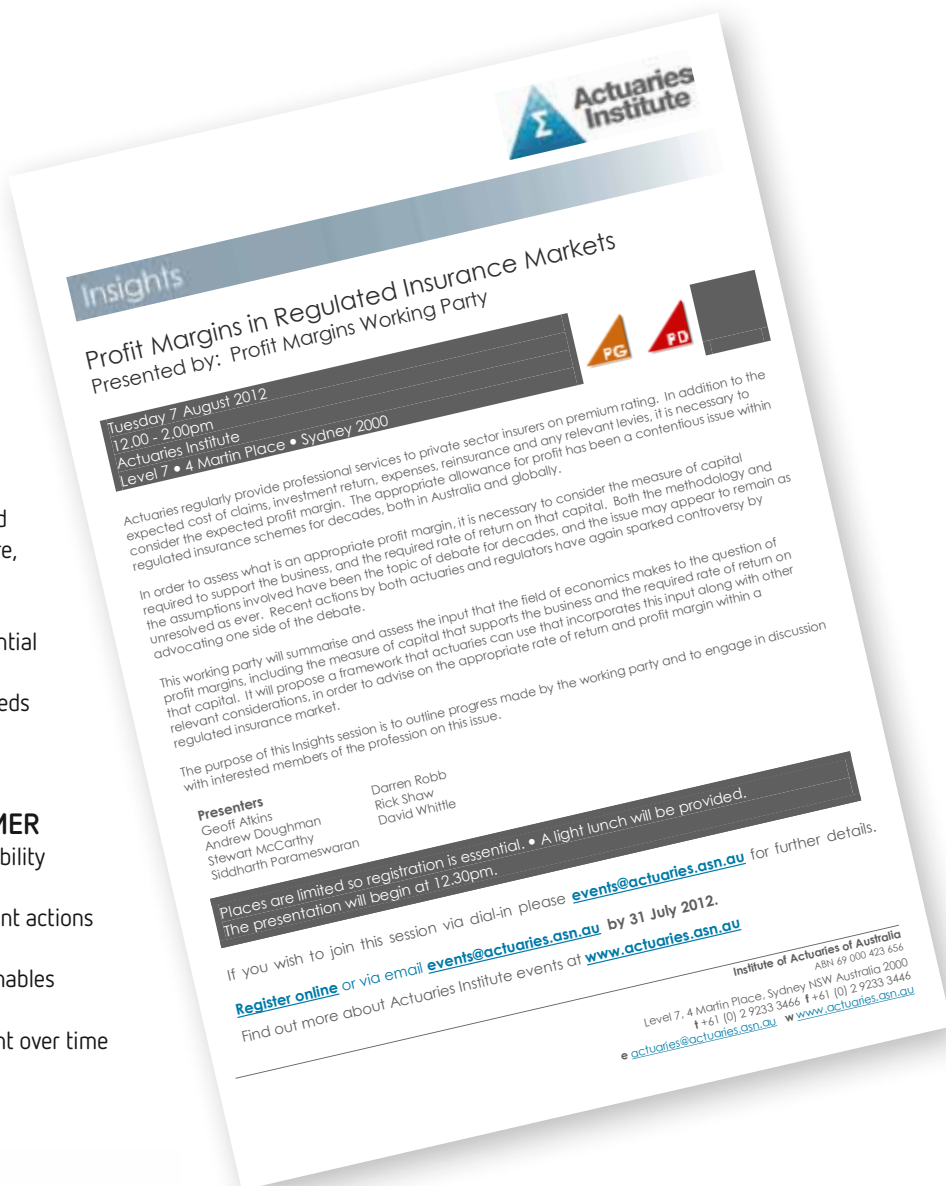 d
e,
ntial
eds
MER
bility
nt actions
nables
nt over time
Actuaries
Institute
Insights
Profit Margins in Regulated Insurance Markets
Presented by: Profit Margins Working Party
PG
PD
Tuesday 7 August 2012
12.00 - 2.00pm
Actuaries Institute
Level 7 • 4 Martin Place • Sydney 2000
Actuaries regularly provide professional services to private sector insurers on premium rating. In addition to the
expected cost of claims, investment return, expenses, reinsurance and any relevant levies, it is necessary to
consider the expected profit margin. The appropriate allowance for profit has been a contentious issue within
regulated insurance schemes for decades, both in Australia and globally.
In order to assess what is an appropriate profit margin, it is necessary to consider the measure of capital
required to support the business, and the required rate of return on that capital. Both the methodology and
the assumptions involved have been the topic of debate for decades, and the issue may appear to remain as
unresolved as ever. Recent actions by both actuaries and regulators have again sparked controversy by
advocating one side of the debate.
This working party will summarise and assess the input that the field of economics makes to the question of
profit margins, including the measure of capital that supports the business and the required rate of return on
that capital. It will propose a framework that actuaries can use that incorporates this input along with other
relevant considerations, in order to advise on the appropriate rate of return and profit margin within a
regulated insurance market.
The purpose of this Insights session is to outline progress made by the working party and to engage in discussion
with interested members of the profession on this issue.
Presenters
Geoff Atkins
Andrew Doughman
Stewart McCarthy
Siddharth Parameswaran
Darren Robb
Rick Shaw
David Whittle
Places are limited so registration is essential. • A light lunch will be provided.
The presentation will begin at 12.30pm.
If you wish to join this session via dial-in please events@actuaries.asn.au for further details.
Register online or via email events@actuaries.asn.au by 31 July 2012.
Find out more about Actuaries Institute events at www.actuaries.asn.au
Institute of Actuaries of Australia
ABN 69 000 423 656
Level 7, 4 Martin Place, Sydney NSW Australia 2000
t +61 (0) 2 9233 3466 f +61 (0) 2 9233 3446
e actuaries@actuaries.asn.au w www.actuaries.asn.au